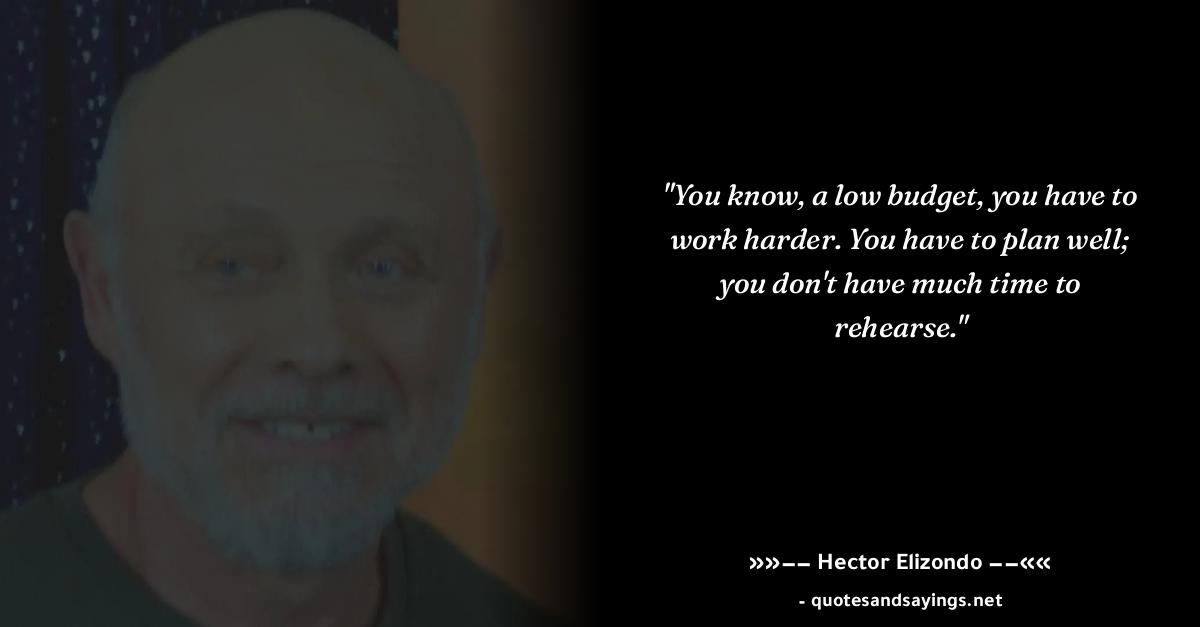 "You know, a low budget, you have to
work harder. You have to plan well;
you don't have much time to
rehearse."
»»−− Hector Elizondo −−««
- quotesandsayings.net